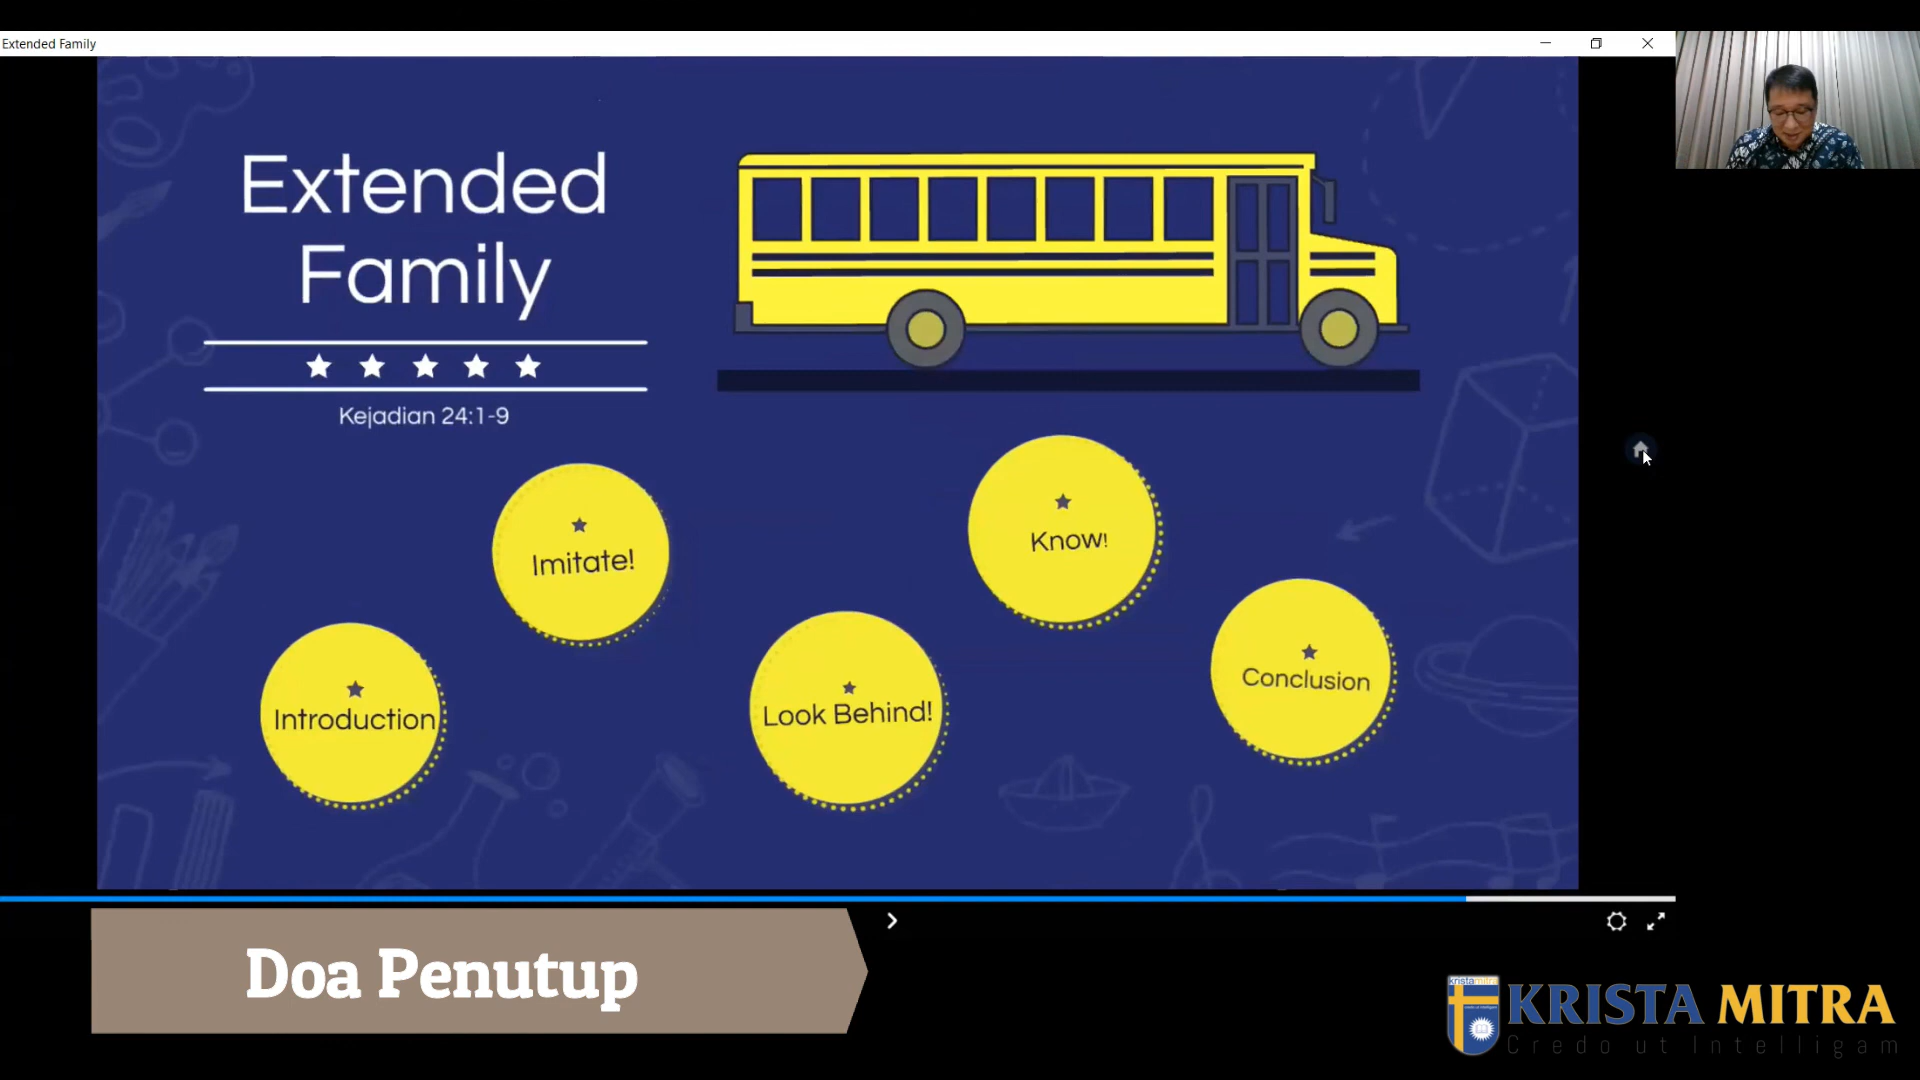 Extended Family
Extended
Family
Kejadian 24:1-9
Imitate!
Know!
Introduction
Look Behind!
Conclusion
Doa Penutup
kristamitra
KRISTA MITRA
Credo ut Intelligam